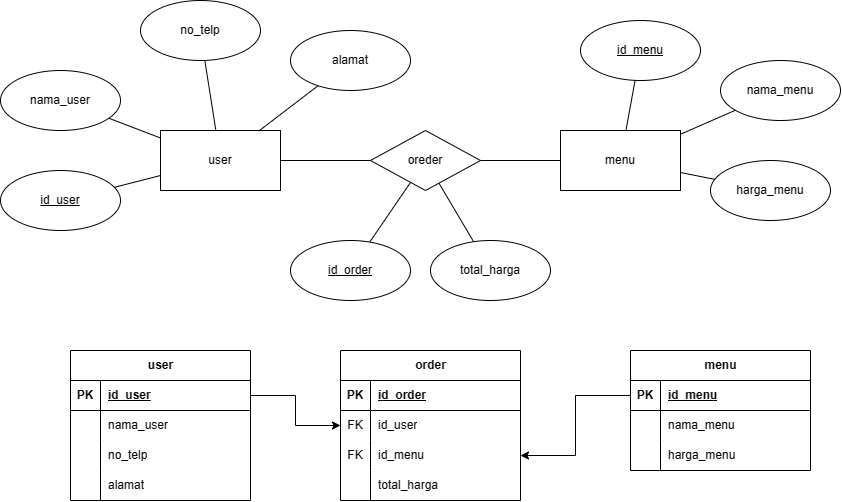 no_telp
alamat
id_menu
nama_user
nama_menu
user
oreder
menu
id_user
harga_menu
id_order
total_harga
user
PK id_user
nama_user
no_telp
alamat
order
PK id_order
FK id_user
FK id_menu
total_harga
menu
PK id_menu
nama_menu
harga_menu